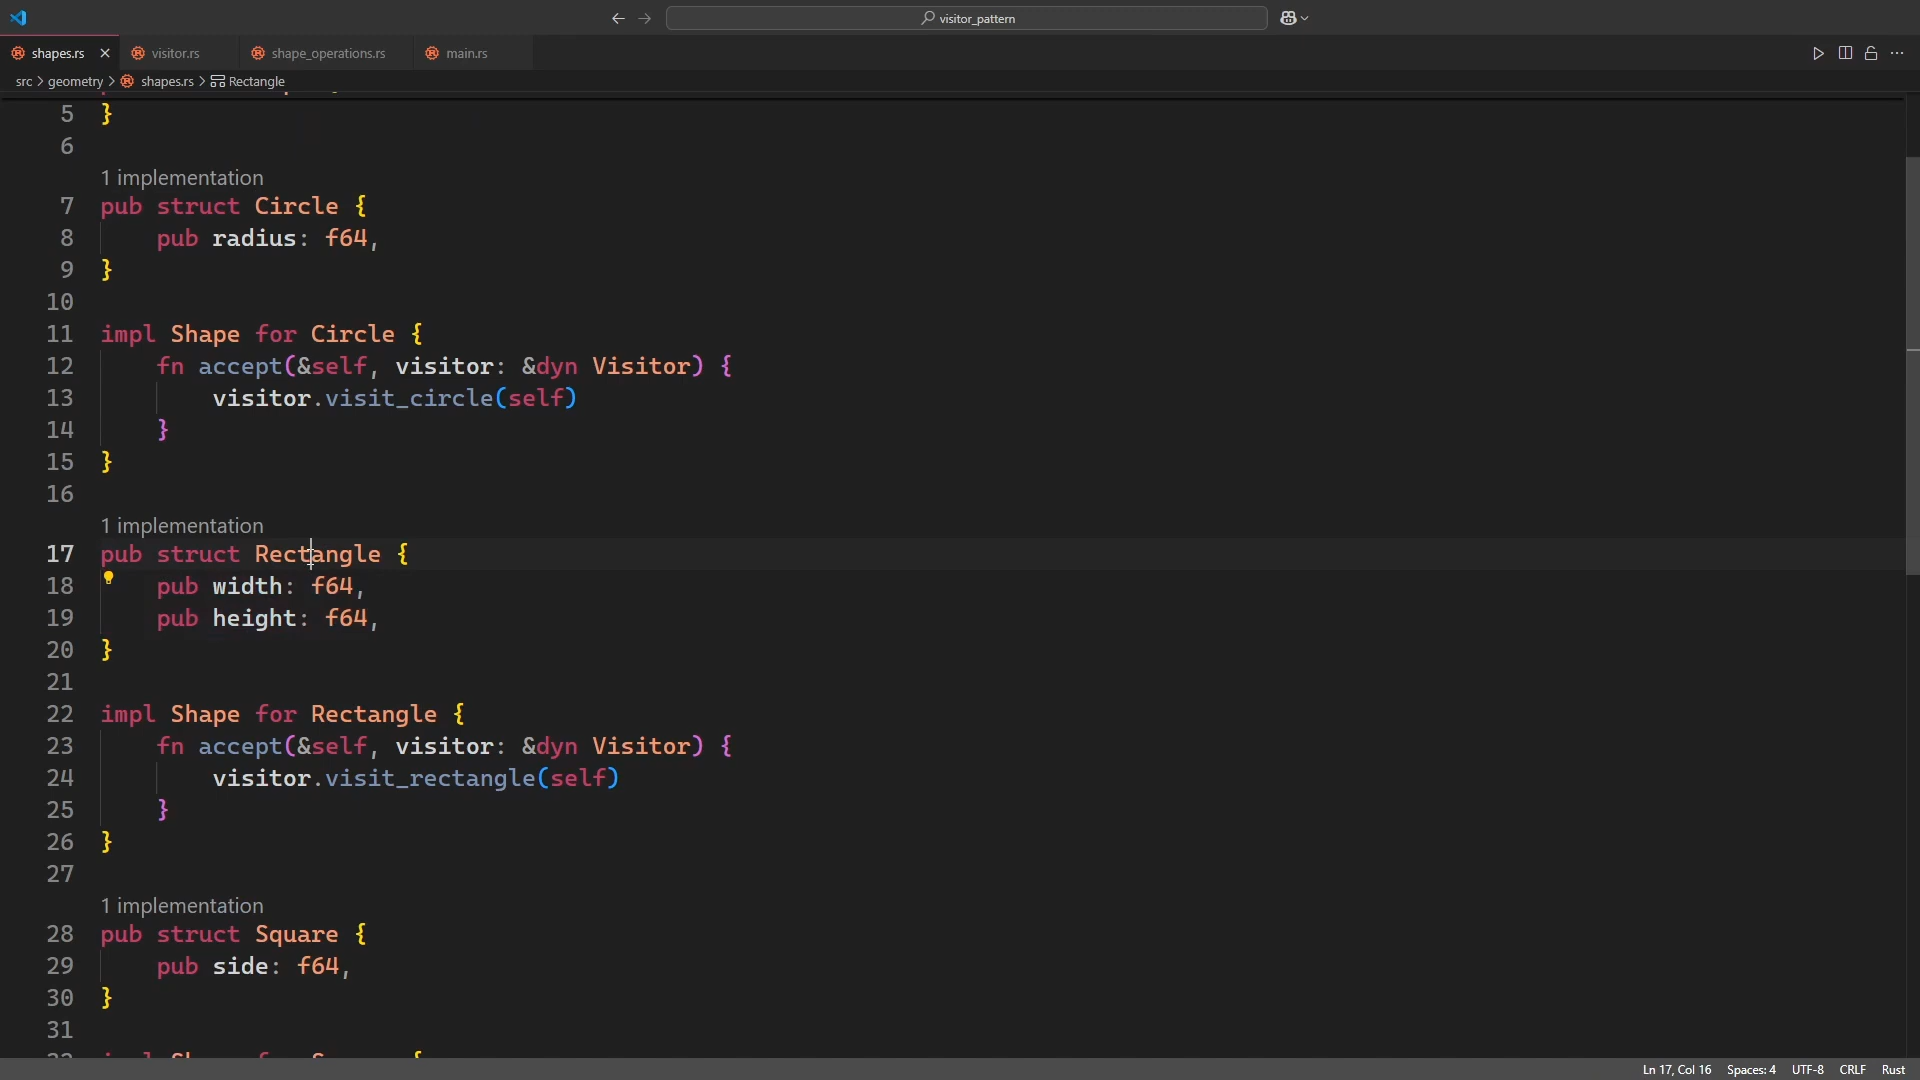 visitor_pattern
shapes.rs
visitor.rs
shape_operations.rs
main.rs
src > geometry > shapes.rs > Rectangle
5 }
6
1 implementation
7 pub struct Circle {
8     pub radius: f64,
9 }
10
11 impl Shape for Circle {
12     fn accept(&self, visitor: &dyn Visitor) {
13         visitor.visit_circle(self)
14     }
15 }
16
1 implementation
17 pub struct Rectangle {
18     pub width: f64,
19     pub height: f64,
20 }
21
22 impl Shape for Rectangle {
23     fn accept(&self, visitor: &dyn Visitor) {
24         visitor.visit_rectangle(self)
25     }
26 }
27
1 implementation
28 pub struct Square {
29     pub side: f64,
30 }
31
Ln 17, Col 16 Spaces: 4 UTF-8 CRLF Rust